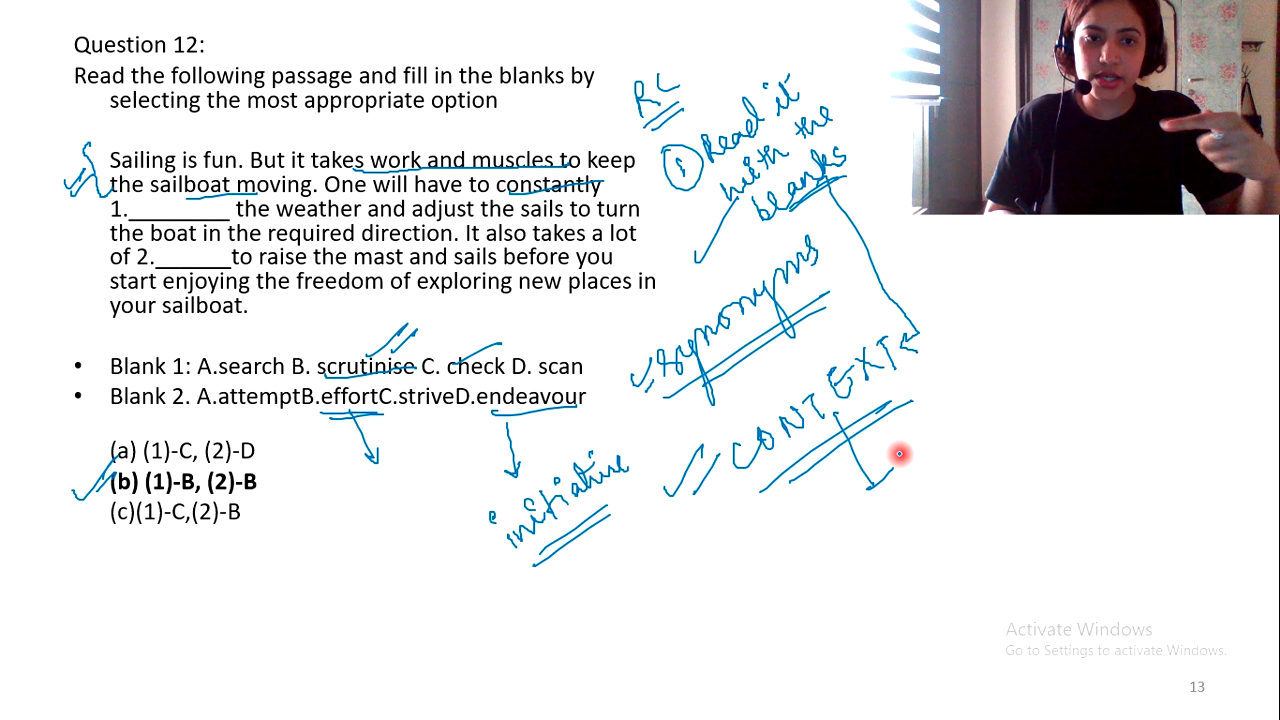 Question 12:
Read the following passage and fill in the blanks by
selecting the most appropriate option
Sailing is fun. But it takes work and muscles to keep
the sailboat moving. One will have to constantly
1.________ the weather and adjust the sails to turn
the boat in the required direction. It also takes a lot
of 2.______to raise the mast and sails before you
start enjoying the freedom of exploring new places in
your sailboat.
• Blank 1: A.search B. scrutinise C. check D. scan
• Blank 2. A.attemptB.effortC.striveD.endeavour
(a) (1)-C, (2)-D
(b) (1)-B, (2)-B
(c)(1)-C,(2)-B
RC
① Read it
with the
blanks
synonyms
CONTEXT
initiative
Activate Windows
Go to Settings to activate Windows.
13